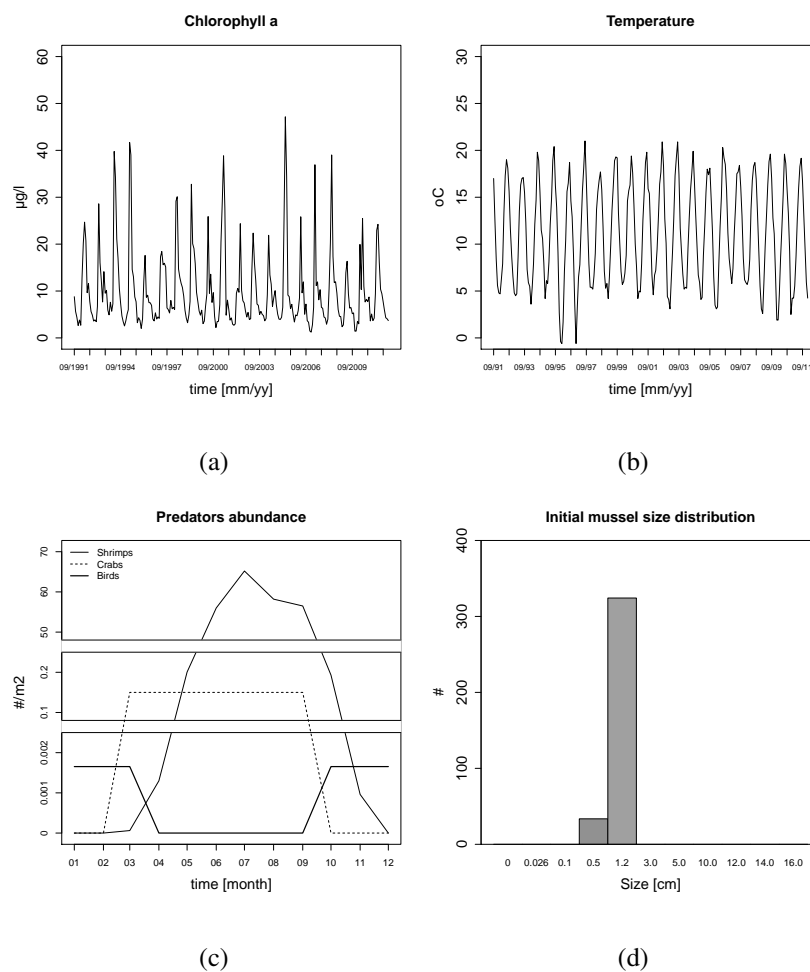 Chlorophyll a
60
50
40
30
20
10
0
µg/l
09/1991 09/1994 09/1997 09/2000 09/2003 09/2006 09/2009
time [mm/yy]
(a)
Temperature
30
25
20
15
10
5
0
oC
09/91 09/93 09/95 09/97 09/99 09/01 09/03 09/05 09/07 09/09 09/11
time [mm/yy]
(b)
Predators abundance
Shrimps
Crabs
Birds
70
60
50
0.2
0.1
0.002
0.001
0
#/m2
01 02 03 04 05 06 07 08 09 10 11 12
time [month]
(c)
Initial mussel size distribution
400
300
200
100
0
#
0 0.026 0.1 0.5 1.2 3.0 5.0 10.0 12.0 14.0 16.0
Size [cm]
(d)